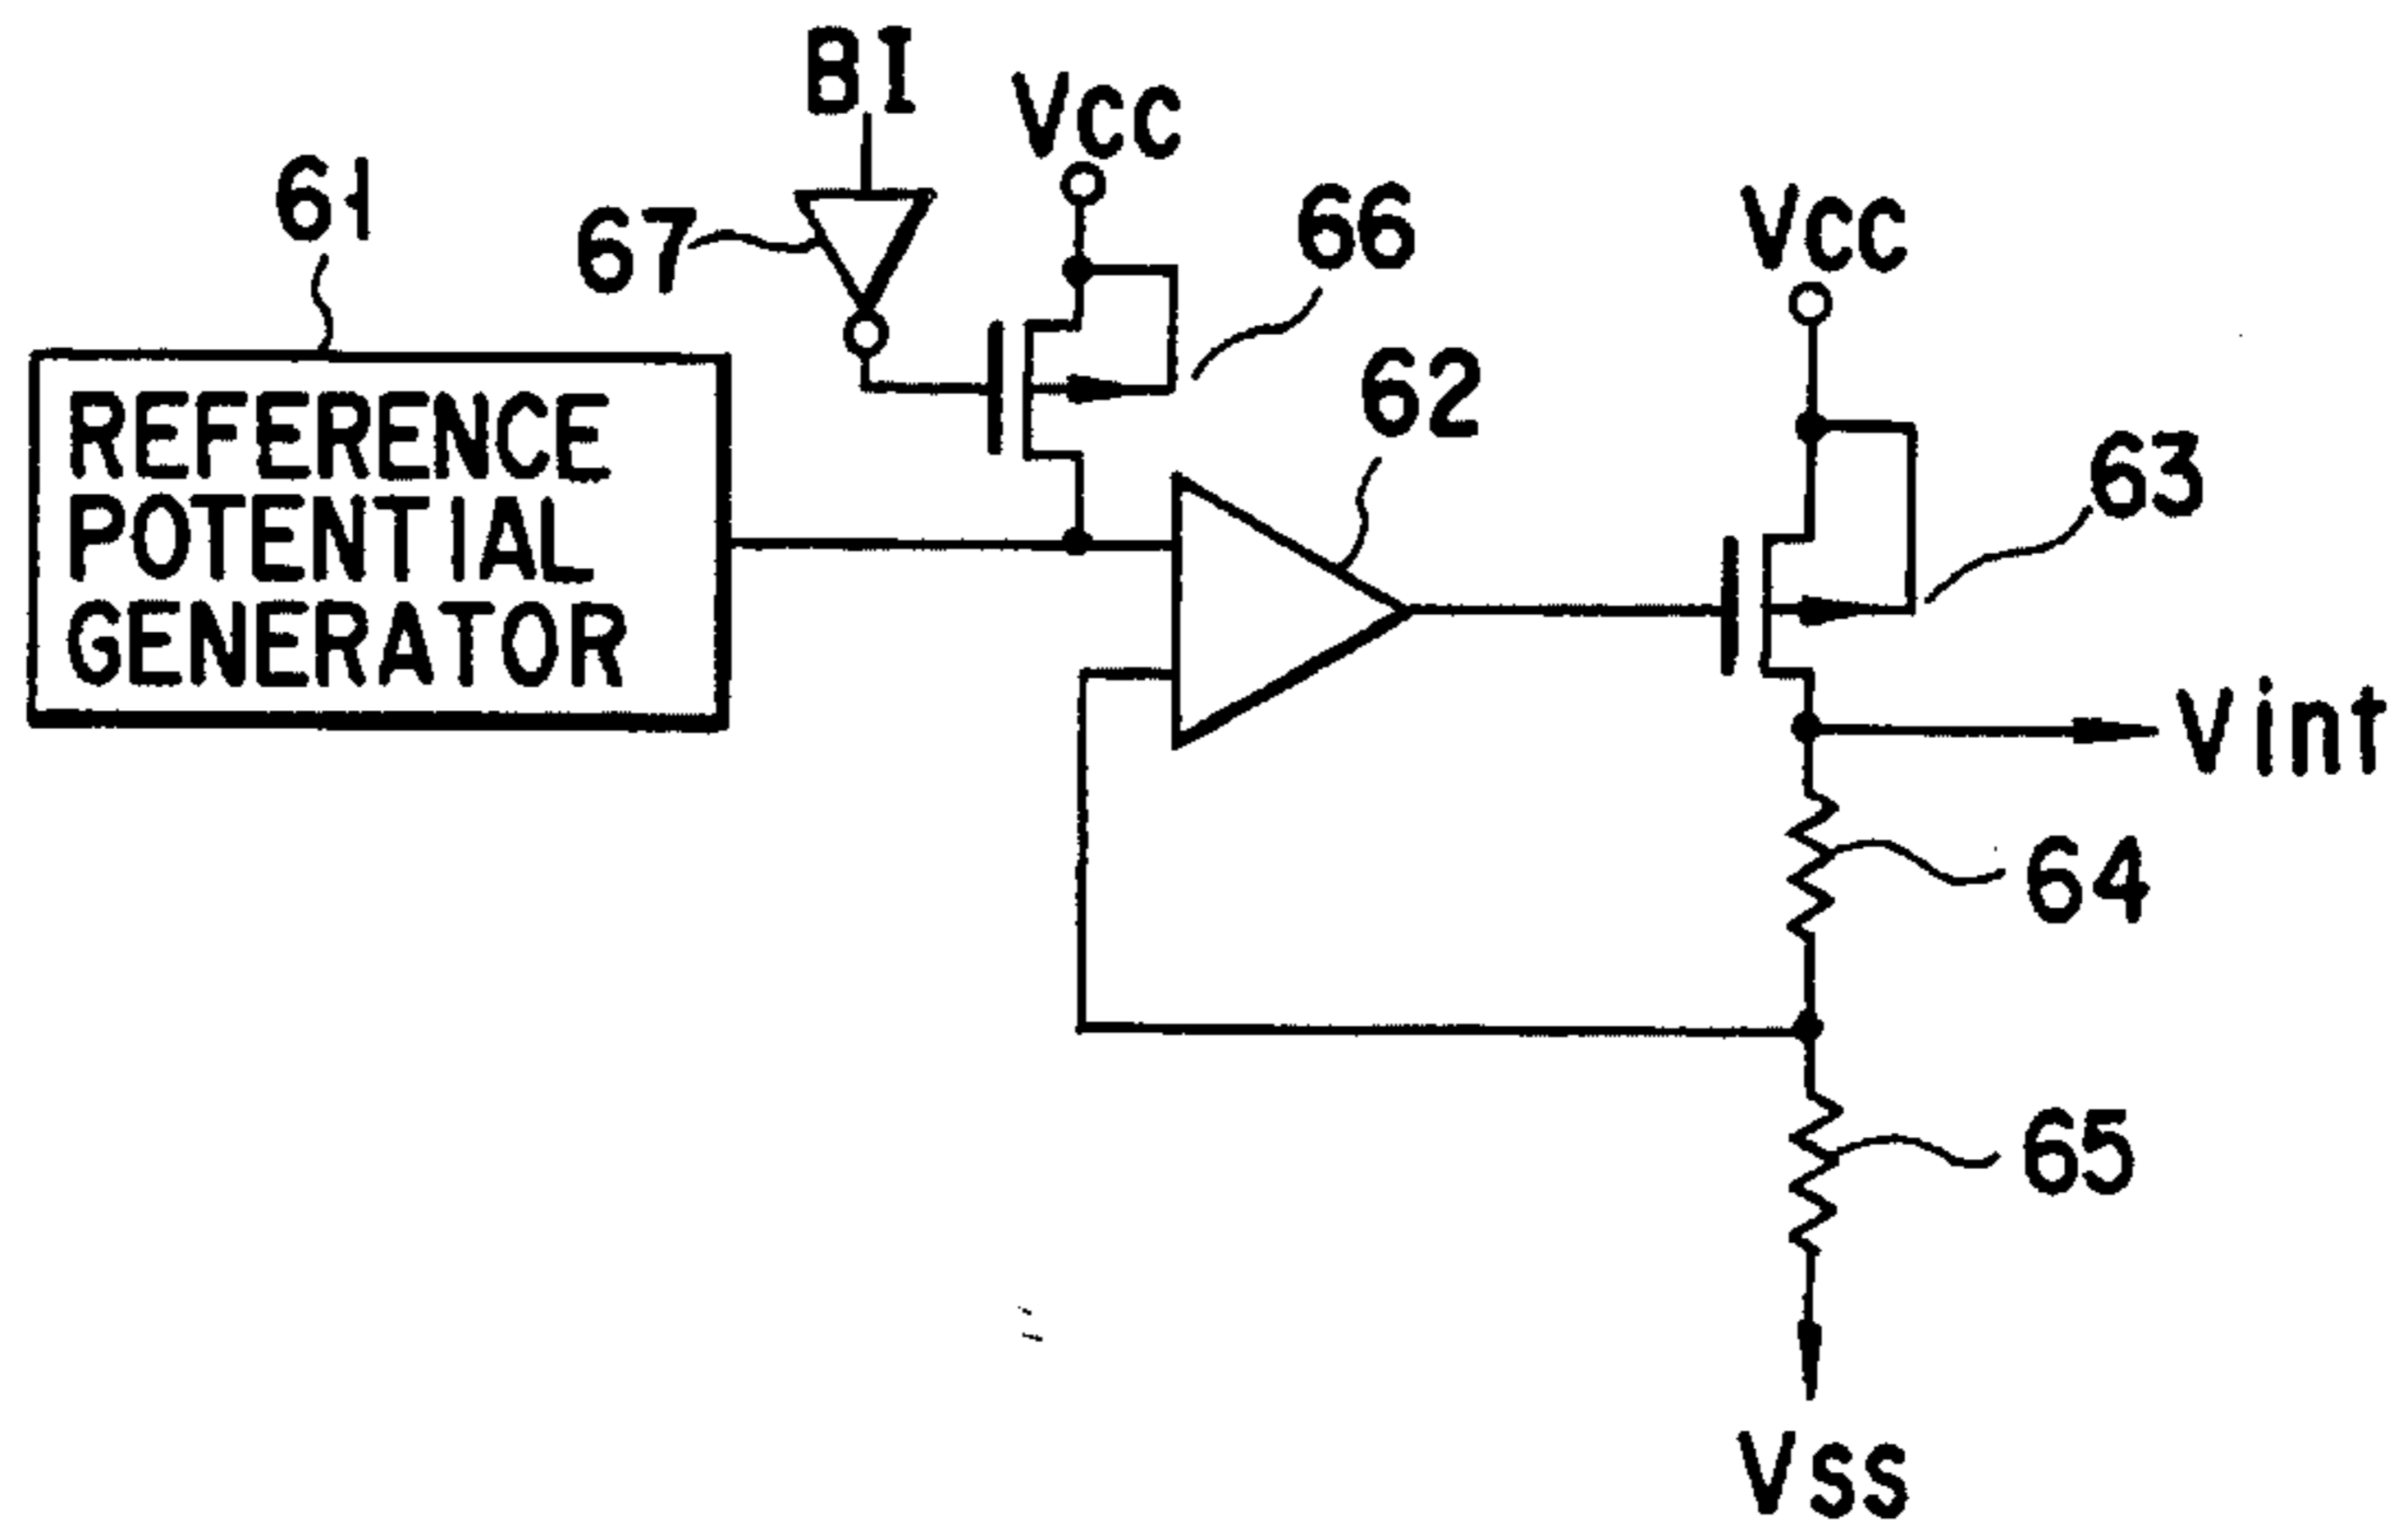 BI
Vcc
61
67
66
Vcc
62
63
REFERENCE
POTENTIAL
GENERATOR
Vint
64
65
Vss